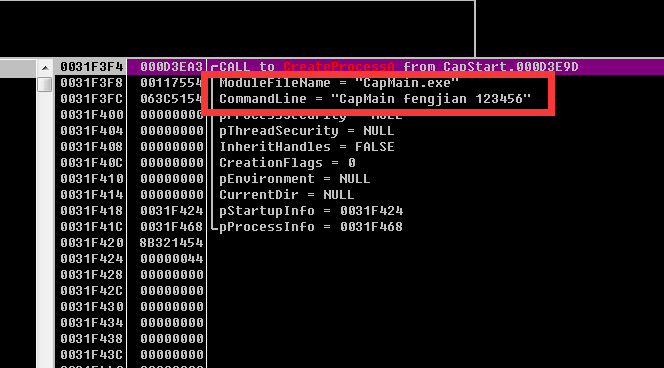 0031F3F4 000D3EA3 CALL to CreateProcessA from CapStart.000D3E9D
0031F3F8 00117554 ModuleFileName = "CapMain.exe"
0031F3FC 063C5154 CommandLine = "CapMain fengjian 123456"
0031F400 00000000 pProcessSecurity = NULL
0031F404 00000000 pThreadSecurity = NULL
0031F408 00000000 InheritHandles = FALSE
0031F40C 00000000 CreationFlags = 0
0031F410 00000000 pEnvironment = NULL
0031F414 00000000 CurrentDir = NULL
0031F418 0031F424 pStartupInfo = 0031F424
0031F41C 0031F468 pProcessInfo = 0031F468
0031F420 8B321454
0031F424 00000044
0031F428 00000000
0031F42C 00000000
0031F430 00000000
0031F434 00000000
0031F438 00000000
0031F43C 00000000